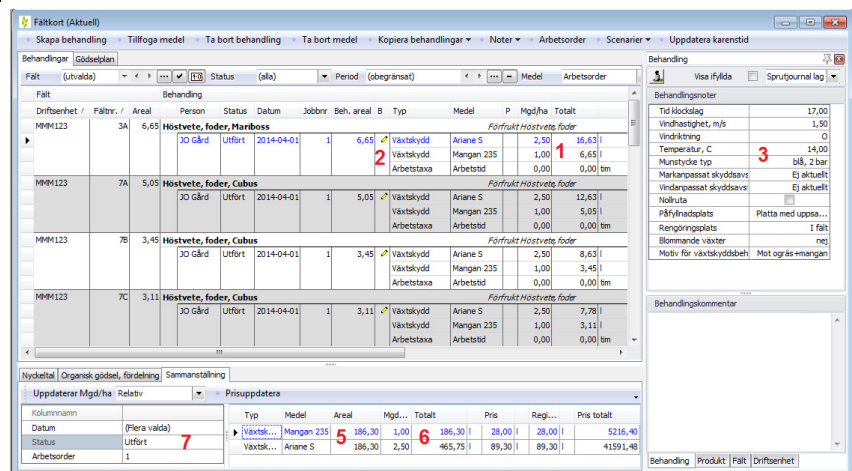 Fältkort (Aktuell)
Skapa behandling Tillfoga medel Ta bort behandling Ta bort medel Kopiera behandlingar Noter Arbetsorder Scenarier Uppdatera karenstid
Behandlingar Gödselplan
Fält (utvalda) Status (alla) Period (obegränsat) Medel Arbetsorder
Fält Behandling
Driftsenhet / Fältnr. / Areal Person Status Datum Jobbnr Beh. areal B Typ Medel P Mgd/ha Totalt
MMM123 3A 6,65 Höstvete, foder, Mariboss Förfrukt Höstvete, foder
JO Gård Utfört 2014-04-01 1 6,65 Växtskydd Ariane S 2,50 16,63 l
2 Växtskydd Mangan 235 1,00 1 6,65 l
Arbetstaxa Arbetstid 0,00 0,00 tim
MMM123 7A 5,05 Höstvete, foder, Cubus Förfrukt Höstvete, foder
JO Gård Utfört 2014-04-01 1 5,05 Växtskydd Ariane S 2,50 12,63 l
Växtskydd Mangan 235 1,00 5,05 l
Arbetstaxa Arbetstid 0,00 0,00 tim
MMM123 7B 3,45 Höstvete, foder, Cubus Förfrukt Höstvete, foder
JO Gård Utfört 2014-04-01 1 3,45 Växtskydd Ariane S 2,50 8,63 l
Växtskydd Mangan 235 1,00 3,45 l
Arbetstaxa Arbetstid 0,00 0,00 tim
MMM123 7C 3,11 Höstvete, foder, Cubus Förfrukt Höstvete, foder
JO Gård Utfört 2014-04-01 1 3,11 Växtskydd Ariane S 2,50 7,78 l
Växtskydd Mangan 235 1,00 3,11 l
Arbetstaxa Arbetstid 0,00 0,00 tim
Nyckeltal Organisk gödsel, fördelning Sammanställning
Uppdaterar Mgd/ha Relativ Prisuppdatera
Kolumnnamn
Datum (Flera valda)
Status Utfört 7
Arbetsorder 1
Typ Medel Areal Mgd... Totalt Pris Regi... Pris totalt
Växtsk... Mangan 235 186,30 1,00 186,30 l 28,00 l 28,00 l 5216,40
5 6
Växtsk... Ariane S 186,30 2,50 465,75 l 89,30 l 89,30 l 41591,48
Behandling
Visa ifyllda Sprutjournal lag
Behandlingsnoter
Tid klockslag 17,00
Vindhastighet, m/s 1,50
Vindriktning O
Temperatur, C 14,00
3
Munstycke typ blå, 2 bar
Markanpassat skyddsavs Ej aktuellt
Vindanpassat skyddsavs Ej aktuellt
Nollruta
Påfyllnadsplats Platta med uppsa...
Rengöringsplats I fält
Blommande växter nej
Motiv för växtskyddsbeh Mot ogräs+mangan
Behandlingskommentar
Behandling Produkt Fält Driftsenhet